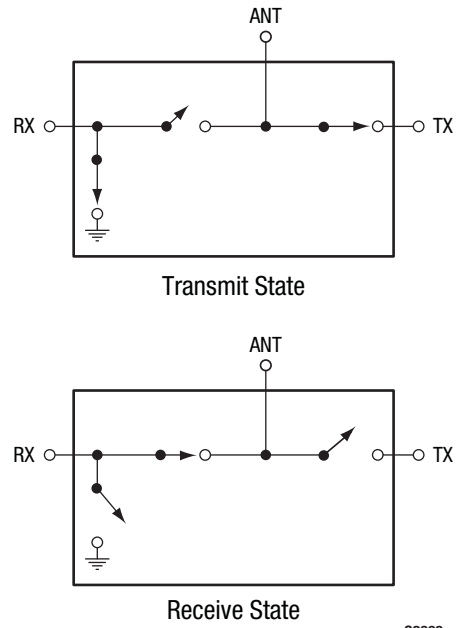 ANT
RX
TX
Transmit State
ANT
RX
TX
Receive State